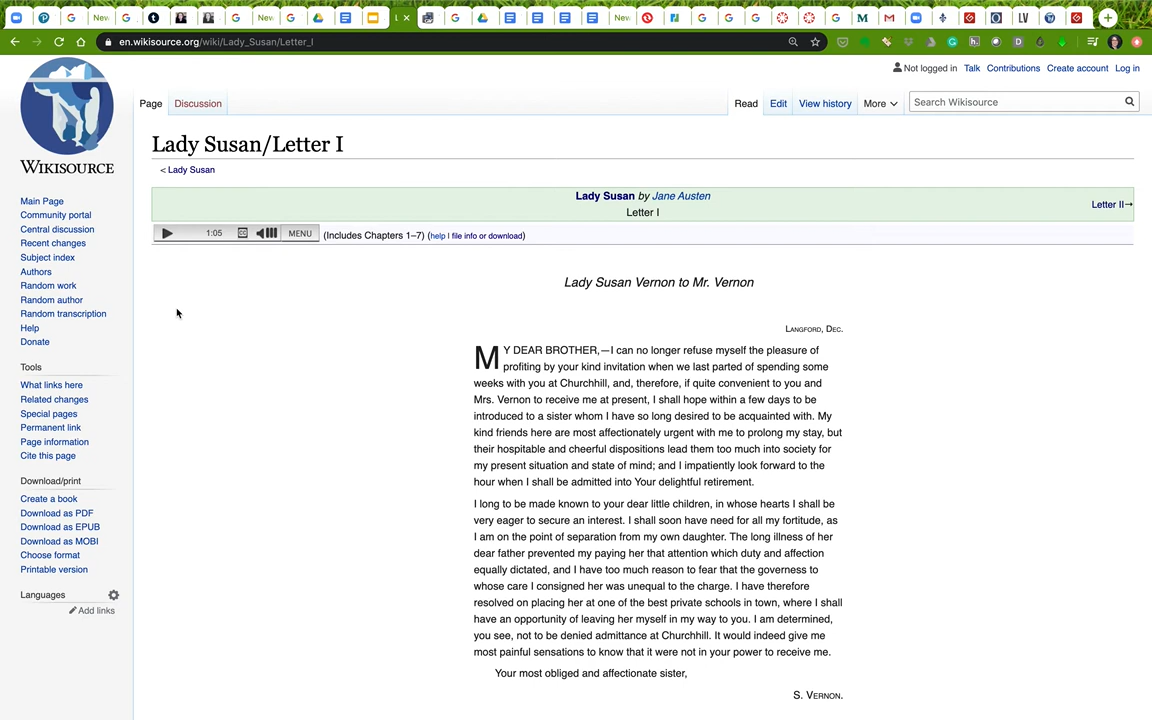 New
New
L
New
LV
en.wikisource.org/wiki/Lady_Susan/Letter_I
Not logged in Talk Contributions Create account Log in
Page Discussion Read Edit View history More Search Wikisource
WIKISOURCE
Lady Susan/Letter I
< Lady Susan
Lady Susan by Jane Austen
Letter I
Letter II→
1:05 CC MENU (Includes Chapters 1–7) (help | file info or download)
Main Page
Community portal
Central discussion
Recent changes
Subject index
Authors
Random work
Random author
Random transcription
Help
Donate
Tools
What links here
Related changes
Special pages
Permanent link
Page information
Cite this page
Download/print
Create a book
Download as PDF
Download as EPUB
Download as MOBI
Choose format
Printable version
Languages
Add links
Lady Susan Vernon to Mr. Vernon
Langford, Dec.
MY DEAR BROTHER,—I can no longer refuse myself the pleasure of
profiting by your kind invitation when we last parted of spending some
weeks with you at Churchhill, and, therefore, if quite convenient to you and
Mrs. Vernon to receive me at present, I shall hope within a few days to be
introduced to a sister whom I have so long desired to be acquainted with. My
kind friends here are most affectionately urgent with me to prolong my stay, but
their hospitable and cheerful dispositions lead them too much into society for
my present situation and state of mind; and I impatiently look forward to the
hour when I shall be admitted into Your delightful retirement.
I long to be made known to your dear little children, in whose hearts I shall be
very eager to secure an interest. I shall soon have need for all my fortitude, as
I am on the point of separation from my own daughter. The long illness of her
dear father prevented my paying her that attention which duty and affection
equally dictated, and I have too much reason to fear that the governess to
whose care I consigned her was unequal to the charge. I have therefore
resolved on placing her at one of the best private schools in town, where I shall
have an opportunity of leaving her myself in my way to you. I am determined,
you see, not to be denied admittance at Churchhill. It would indeed give me
most painful sensations to know that it were not in your power to receive me.
Your most obliged and affectionate sister,
S. Vernon.